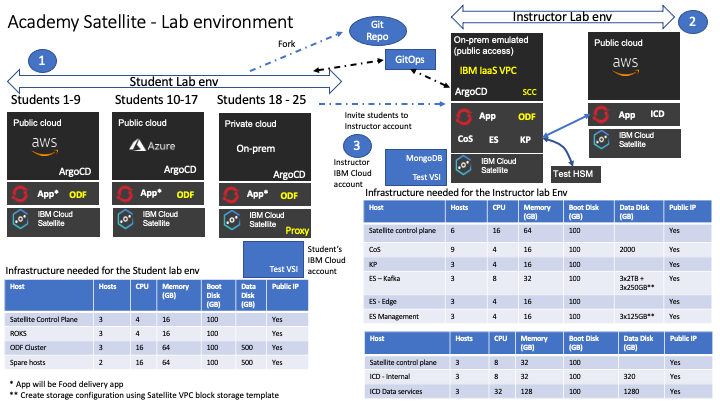 Academy Satellite - Lab environment
Git
Repo
Fork
GitOps
Instructor Lab env
2
1
Student Lab env
Students 1-9
Students 10-17
Students 18 - 25
Public cloud
aws
ArgoCD
App*
ODF
IBM Cloud
Satellite
Public cloud
Azure
ArgoCD
App*
ODF
IBM Cloud
Satellite
Private cloud
On-prem
ArgoCD
App*
ODF
IBM Cloud
Satellite
Proxy
Test VSI
Student's
IBM Cloud
account
Invite students to
Instructor account
3
Instructor
IBM Cloud
account
MongoDB
Test VSI
On-prem emulated
(public access)
IBM IaaS VPC
ArgoCD
SCC
App
ODF
CoS
ES
KP
IBM Cloud
Satellite
Public cloud
aws
App
ICD
IBM Cloud
Satellite
Test HSM
Infrastructure needed for the Instructor lab Env
Host Hosts CPU Memory (GB) Boot Disk (GB) Data Disk (GB) Public IP
Satellite control plane 6 16 64 100 Yes
CoS 9 4 16 100 2000 Yes
KP 3 4 16 100 Yes
ES – Kafka 3 8 32 100 3x2TB + 3x250GB** Yes
ES - Edge 3 4 16 100 Yes
ES Management 3 4 16 100 3x125GB** Yes
Host Hosts CPU Memory (GB) Boot Disk (GB) Data Disk (GB) Public IP
Satellite control plane 3 8 32 100 Yes
ICD - Internal 3 8 32 100 320 Yes
ICD Data services 3 32 128 100 1280 Yes
Infrastructure needed for the Student lab env
Host Hosts CPU Memory (GB) Boot Disk (GB) Data Disk (GB) Public IP
Satellite Control Plane 3 4 16 100 Yes
ROKS 3 4 16 100 Yes
ODF Cluster 3 16 64 100 500 Yes
Spare hosts 2 16 64 100 500 Yes
* App will be Food delivery app
** Create storage configuration using Satellite VPC block storage template